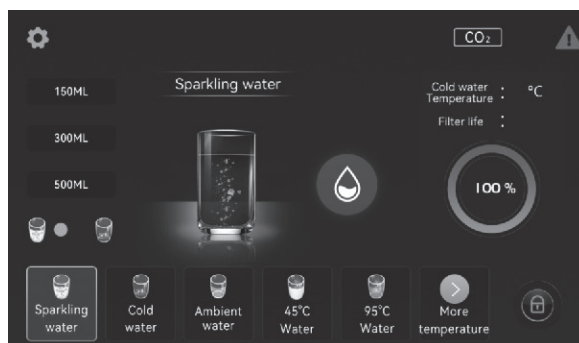 CO₂
Sparkling water
150ML
300ML
500ML
Cold water
Temperature : °C
Filter life :
100 %
Sparkling
water
Cold
water
Ambient
water
45°C
Water
95°C
Water
More
temperature